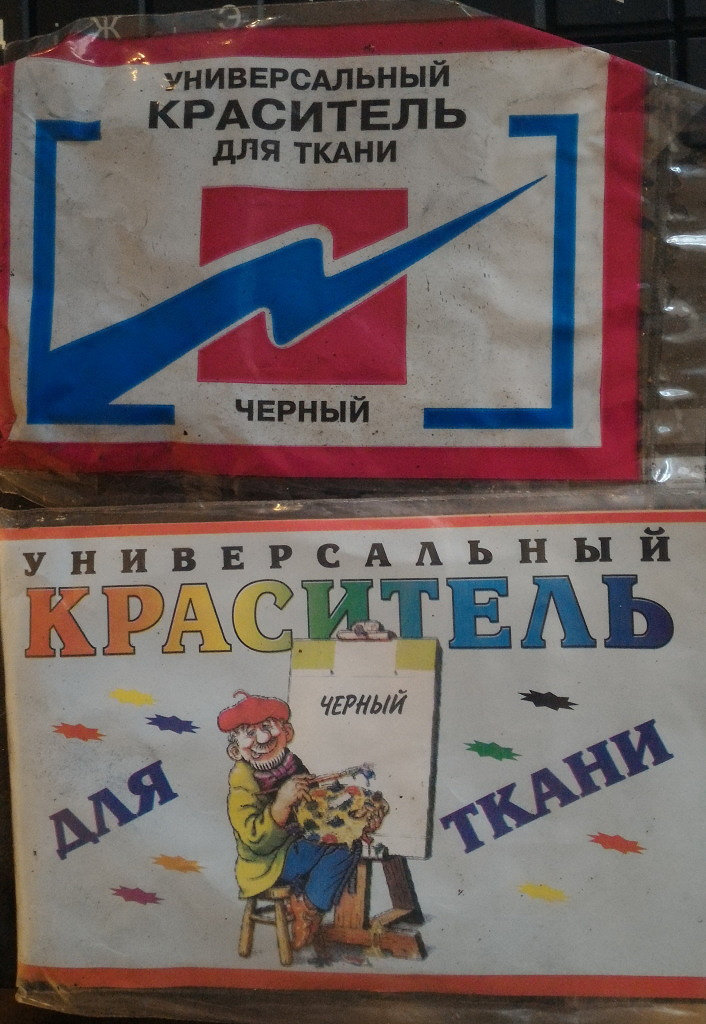 Ж Э
УНИВЕРСАЛЬНЫЙ
КРАСИТЕЛЬ
ДЛЯ ТКАНИ
ЧЕРНЫЙ
УНИВЕРСАЛЬНЫЙ
КРАСИТЕЛЬ
ЧЕРНЫЙ
ДЛЯ ТКАНИ